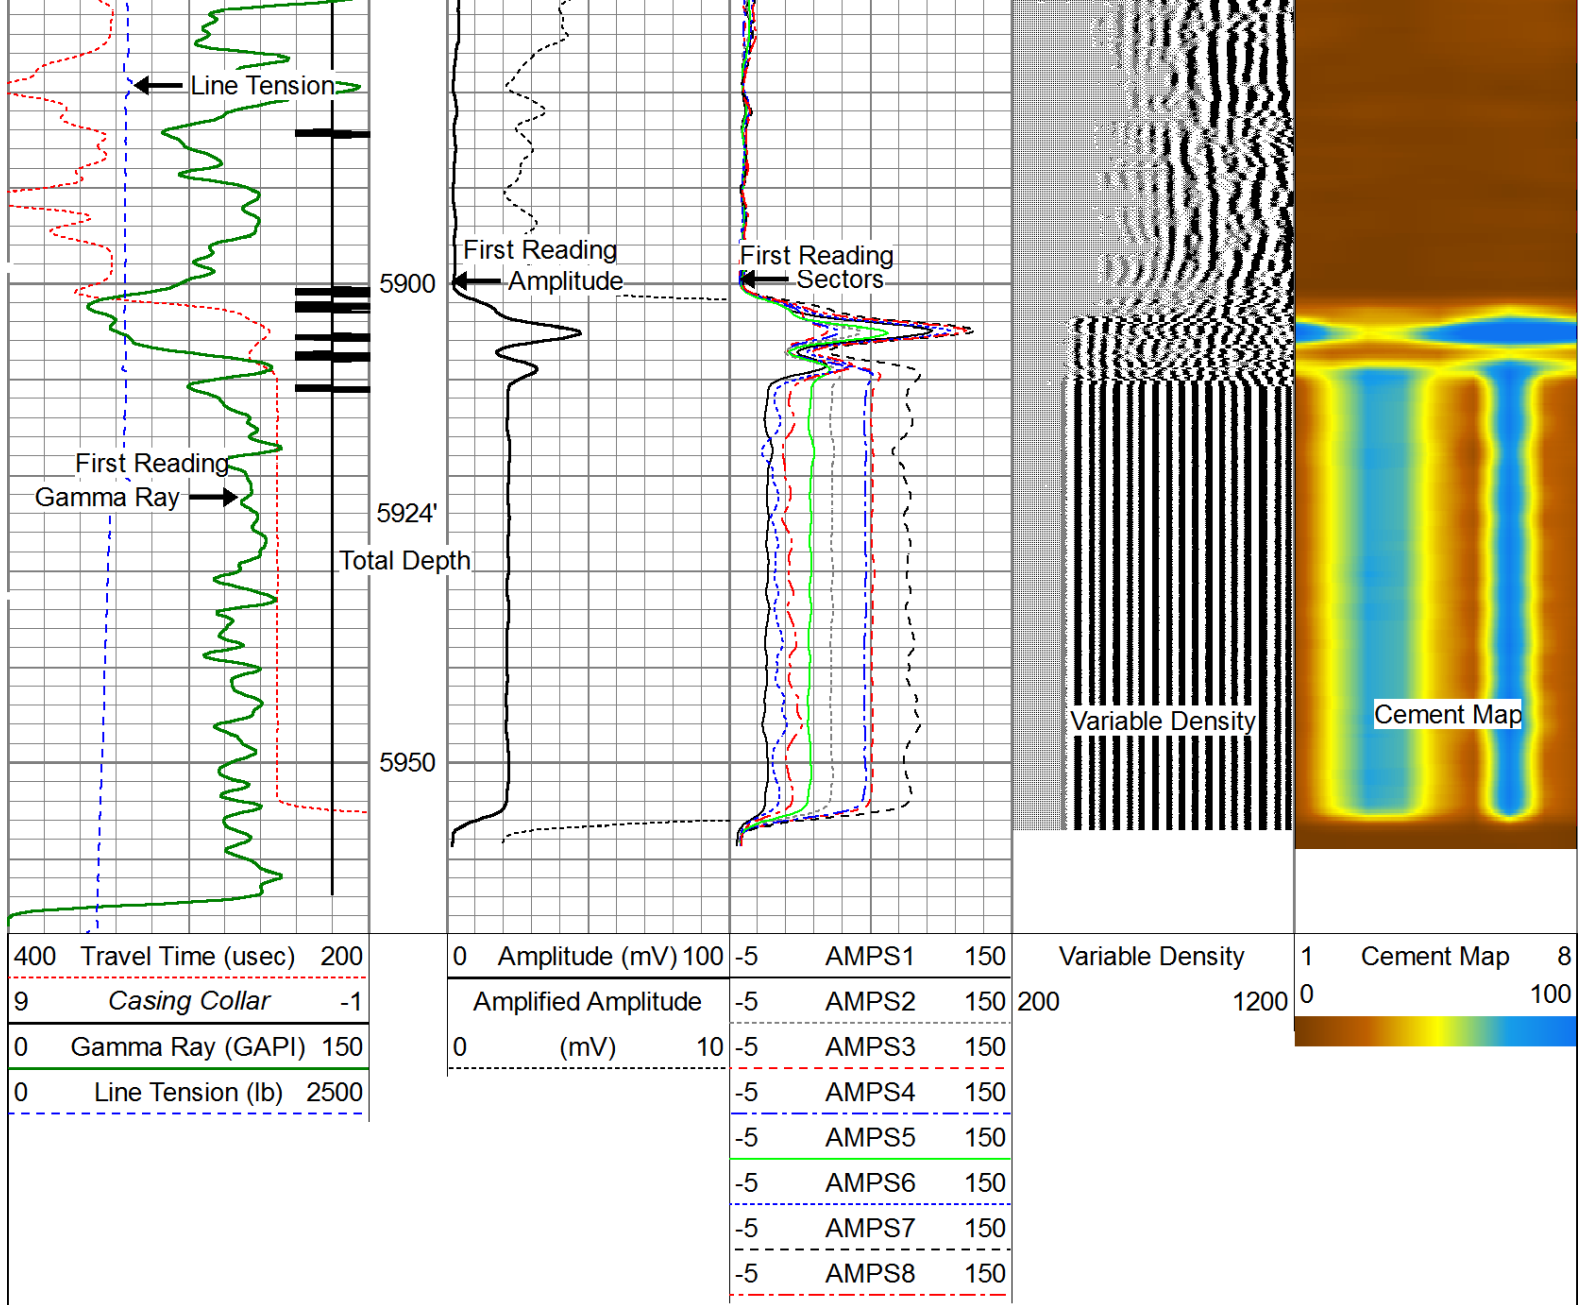 Line Tension
First Reading
Amplitude
First Reading
Sectors
5900
First Reading
Gamma Ray
5924'
Total Depth
Variable Density
Cement Map
5950
400 Travel Time (usec) 200
9 Casing Collar -1
0 Gamma Ray (GAPI) 150
0 Line Tension (lb) 2500
0 Amplitude (mV) 100
Amplified Amplitude
0 (mV) 10
-5 AMPS1 150
-5 AMPS2 150
-5 AMPS3 150
-5 AMPS4 150
-5 AMPS5 150
-5 AMPS6 150
-5 AMPS7 150
-5 AMPS8 150
Variable Density
200 1200
1 Cement Map 8
0 100